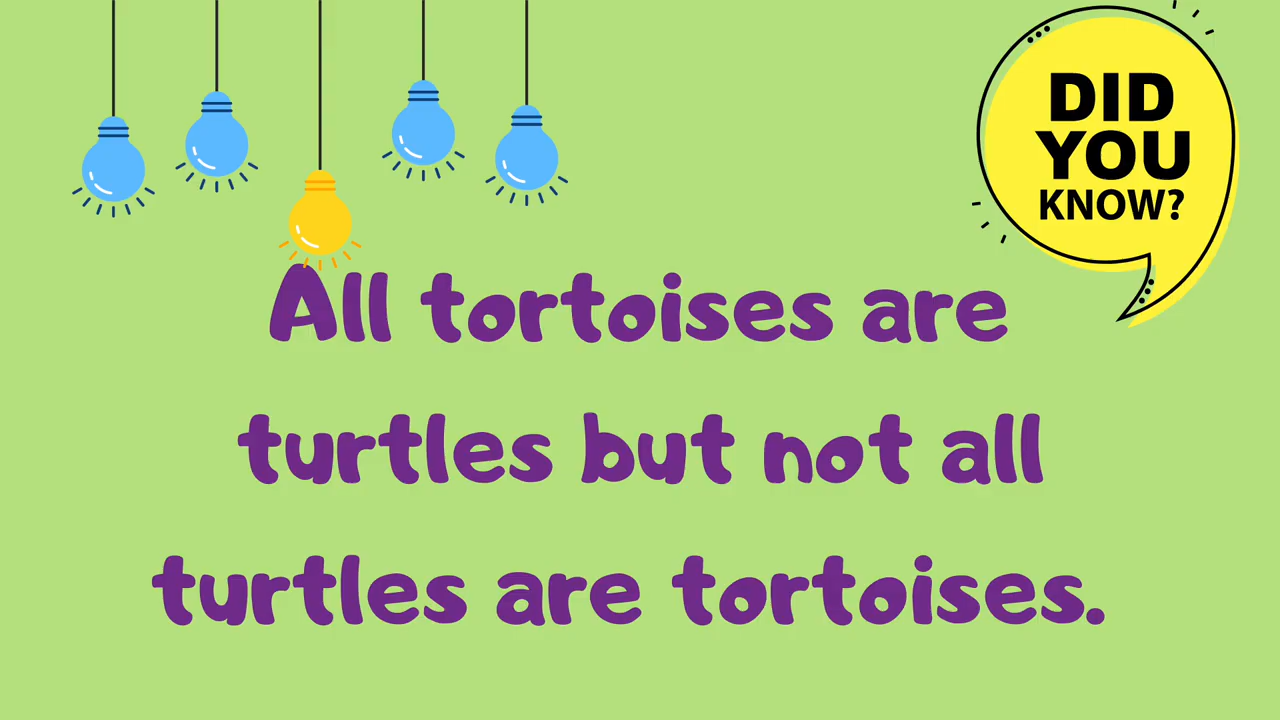 DID
YOU
KNOW?
All tortoises are
turtles but not all
turtles are tortoises.